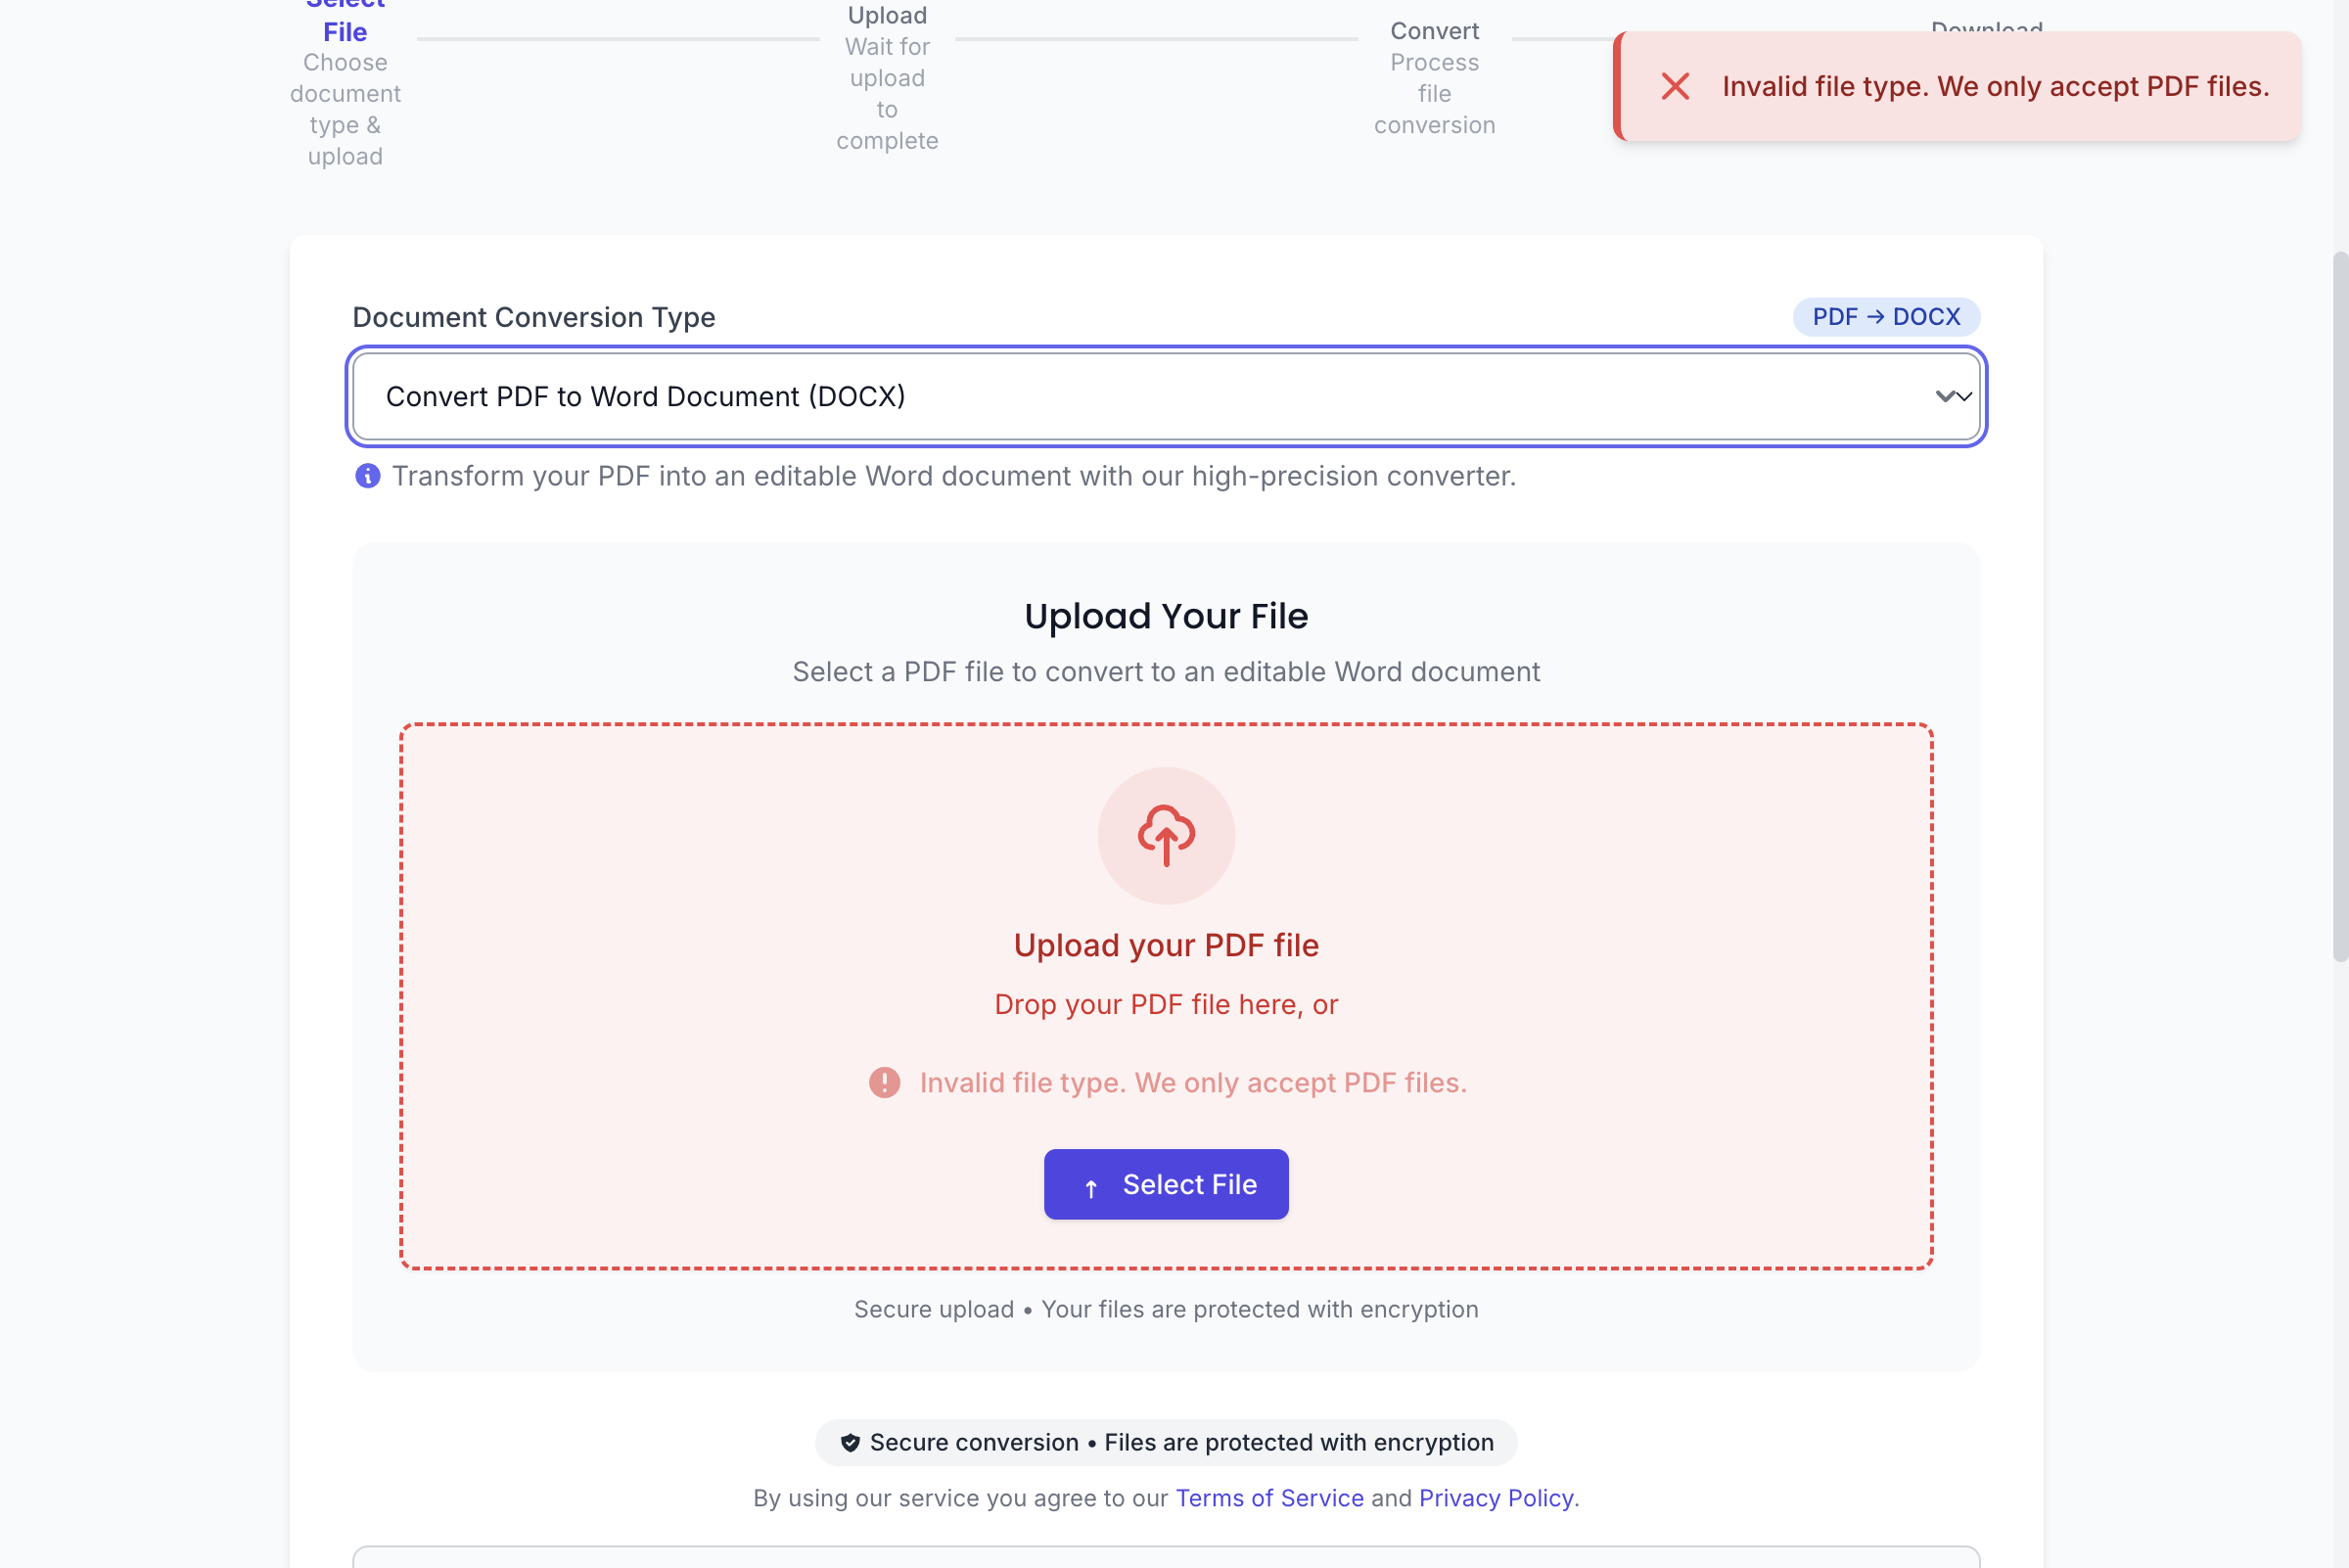 Select
File
Choose
document
type &
upload
Upload
Wait for
upload
to
complete
Convert
Process
file
conversion
Download
Invalid file type. We only accept PDF files.
Document Conversion Type
PDF → DOCX
Convert PDF to Word Document (DOCX)
Transform your PDF into an editable Word document with our high-precision converter.
Upload Your File
Select a PDF file to convert to an editable Word document
Upload your PDF file
Drop your PDF file here, or
Invalid file type. We only accept PDF files.
↑ Select File
Secure upload • Your files are protected with encryption
Secure conversion • Files are protected with encryption
By using our service you agree to our Terms of Service and Privacy Policy.